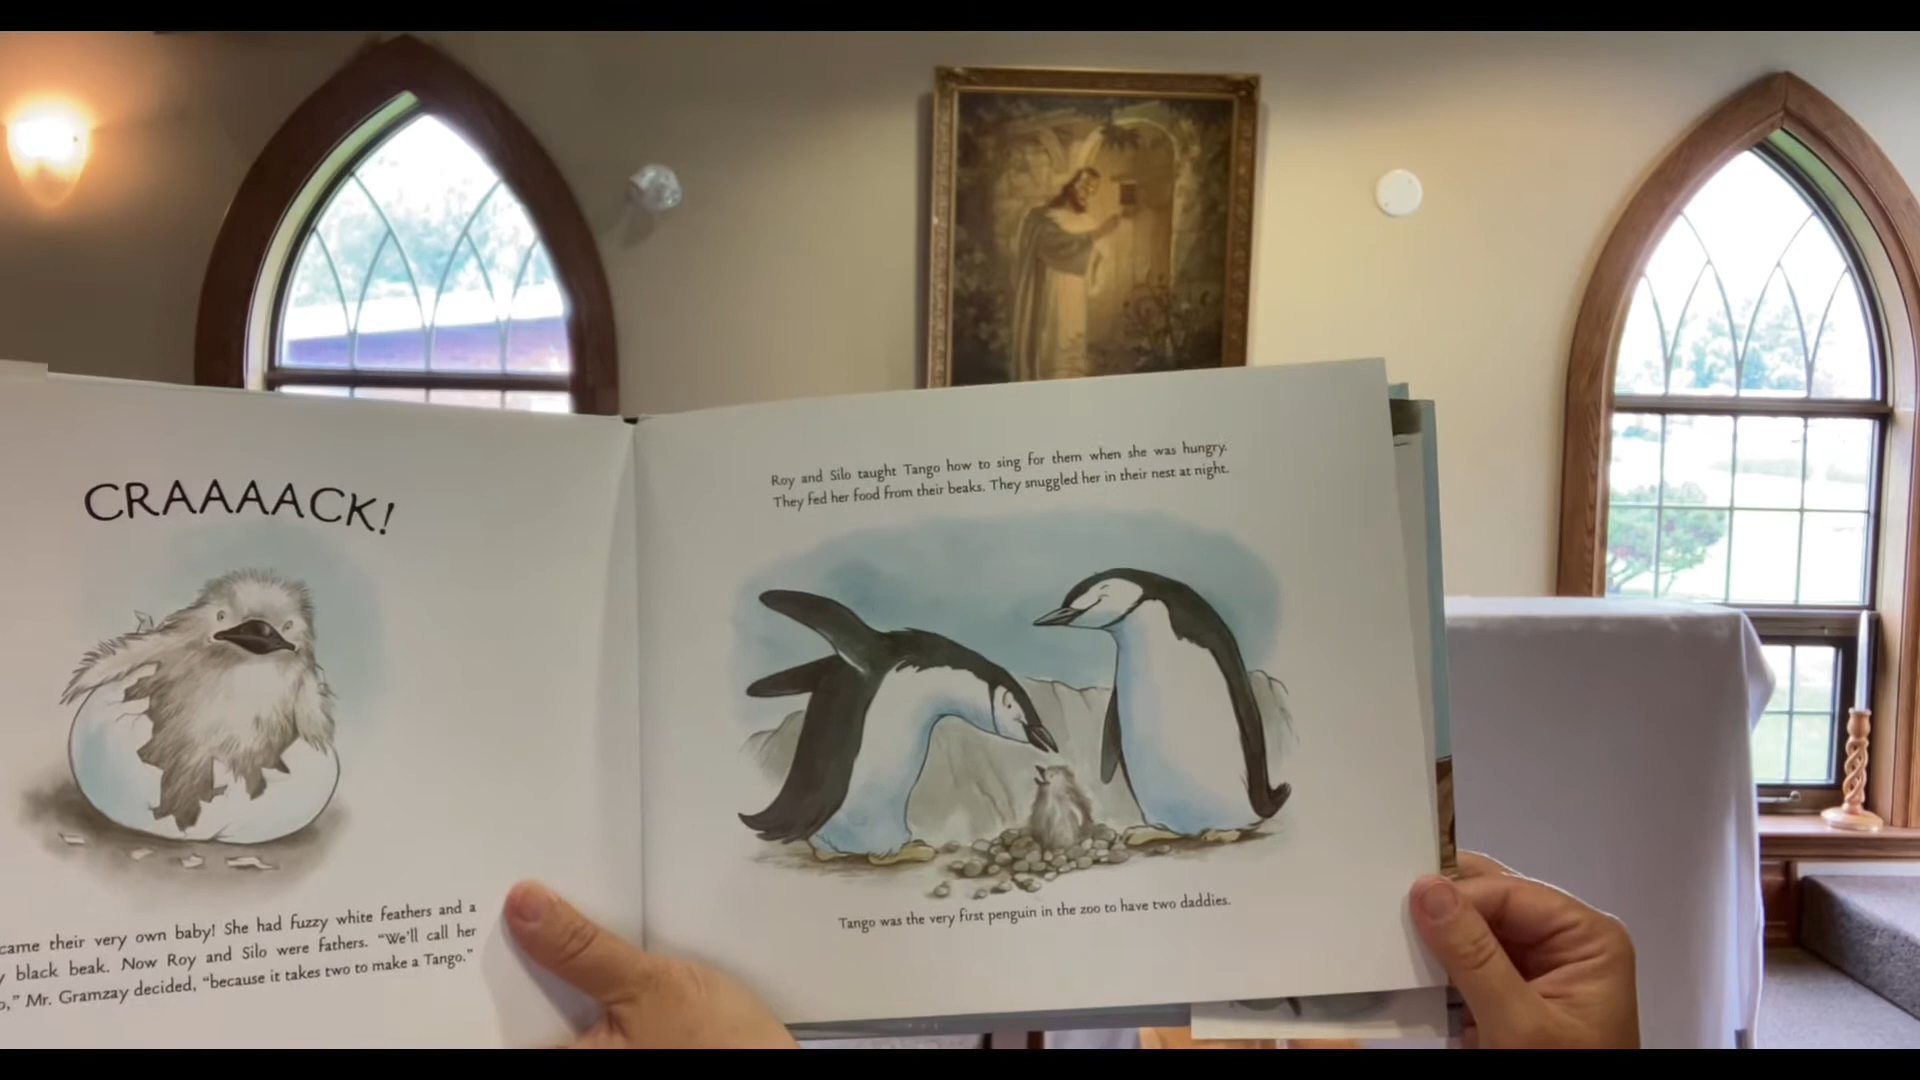 CRAAAACK!
came their very own baby! She had fuzzy white feathers and a
black beak. Now Roy and Silo were fathers. “We’ll call her
Mr. Gramzay decided, “because it takes two to make a Tango.”
Roy and Silo taught Tango how to sing for them when she was hungry.
They fed her food from their beaks. They snuggled her in their nest at night.
Tango was the very first penguin in the zoo to have two daddies.